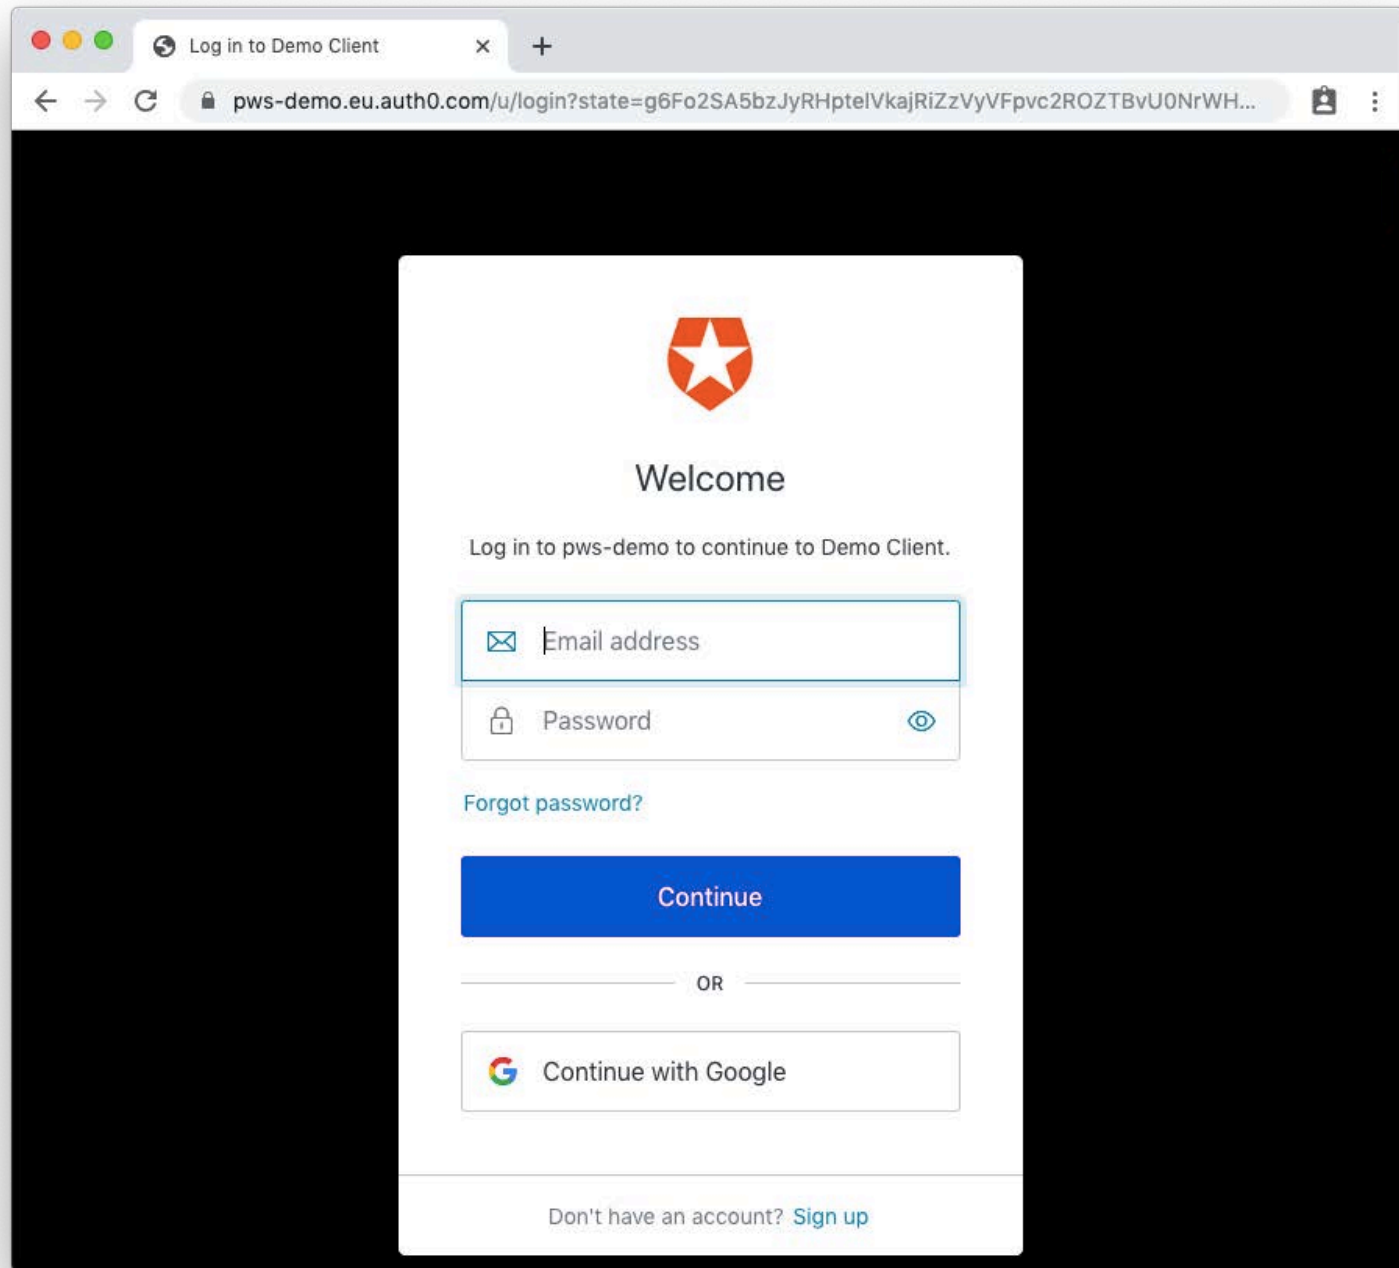 Log in to Demo Client
pws-demo.eu.auth0.com/u/login?state=g6Fo2SA5bzJyRHptelVkajRiZzVyVFpvc2ROZTBvU0NrWH...
Welcome
Log in to pws-demo to continue to Demo Client.
Email address
Password
Forgot password?
Continue
OR
Continue with Google
Don't have an account? Sign up